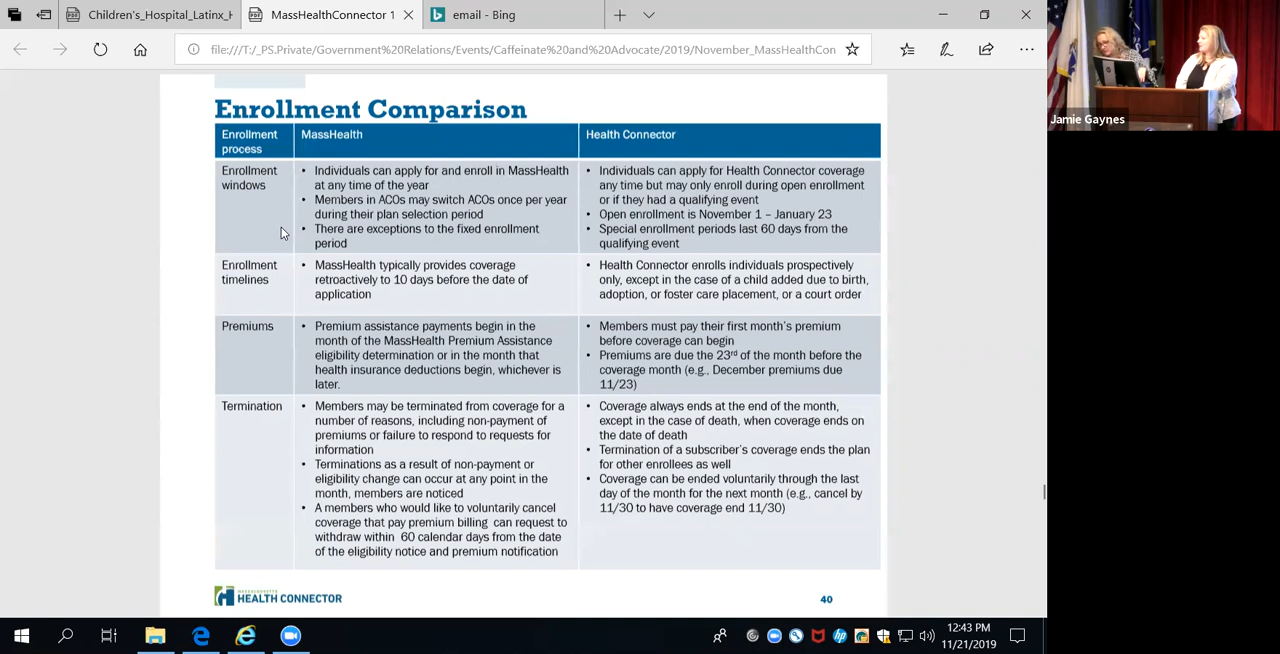 Children's_Hospital_Latinx_H
MassHealthConnector 1
email - Bing
file:///T:/_PS.Private/Government%20Relations/Events/Caffeinate%20and%20Advocate/2019/November_MassHealthCon
Jamie Gaynes
Enrollment Comparison
Enrollment process
MassHealth
Health Connector
Enrollment windows
• Individuals can apply for and enroll in MassHealth
at any time of the year
• Members in ACOs may switch ACOs once per year
during their plan selection period
• There are exceptions to the fixed enrollment
period
• Individuals can apply for Health Connector coverage
any time but may only enroll during open enrollment
or if they had a qualifying event
• Open enrollment is November 1 – January 23
• Special enrollment periods last 60 days from the
qualifying event
Enrollment timelines
• MassHealth typically provides coverage
retroactively to 10 days before the date of
application
• Health Connector enrolls individuals prospectively
only, except in the case of a child added due to birth,
adoption, or foster care placement, or a court order
Premiums
• Premium assistance payments begin in the
month of the MassHealth Premium Assistance
eligibility determination or in the month that
health insurance deductions begin, whichever is
later.
• Members must pay their first month's premium
before coverage can begin
• Premiums are due the 23rd of the month before the
coverage month (e.g., December premiums due
11/23)
Termination
• Members may be terminated from coverage for a
number of reasons, including non-payment of
premiums or failure to respond to requests for
information
• Terminations as a result of non-payment or
eligibility change can occur at any point in the
month, members are noticed
• A members who would like to voluntarily cancel
coverage that pay premium billing can request to
withdraw within 60 calendar days from the date
of the eligibility notice and premium notification
• Coverage always ends at the end of the month,
except in the case of death, when coverage ends on
the date of death
• Termination of a subscriber's coverage ends the plan
for other enrollees as well
• Coverage can be ended voluntarily through the last
day of the month for the next month (e.g., cancel by
11/30 to have coverage end 11/30)
MASSACHUSETTS
HEALTH CONNECTOR
40
12:43 PM
11/21/2019